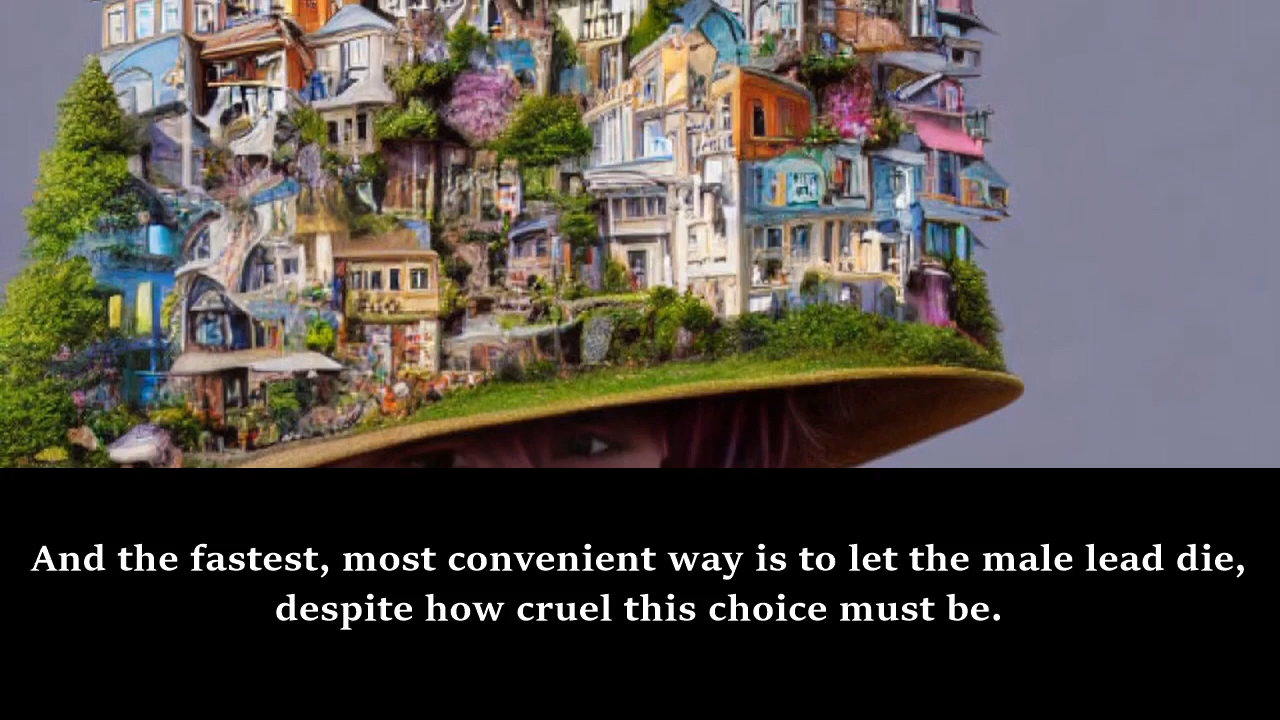 And the fastest, most convenient way is to let the male lead die,
despite how cruel this choice must be.